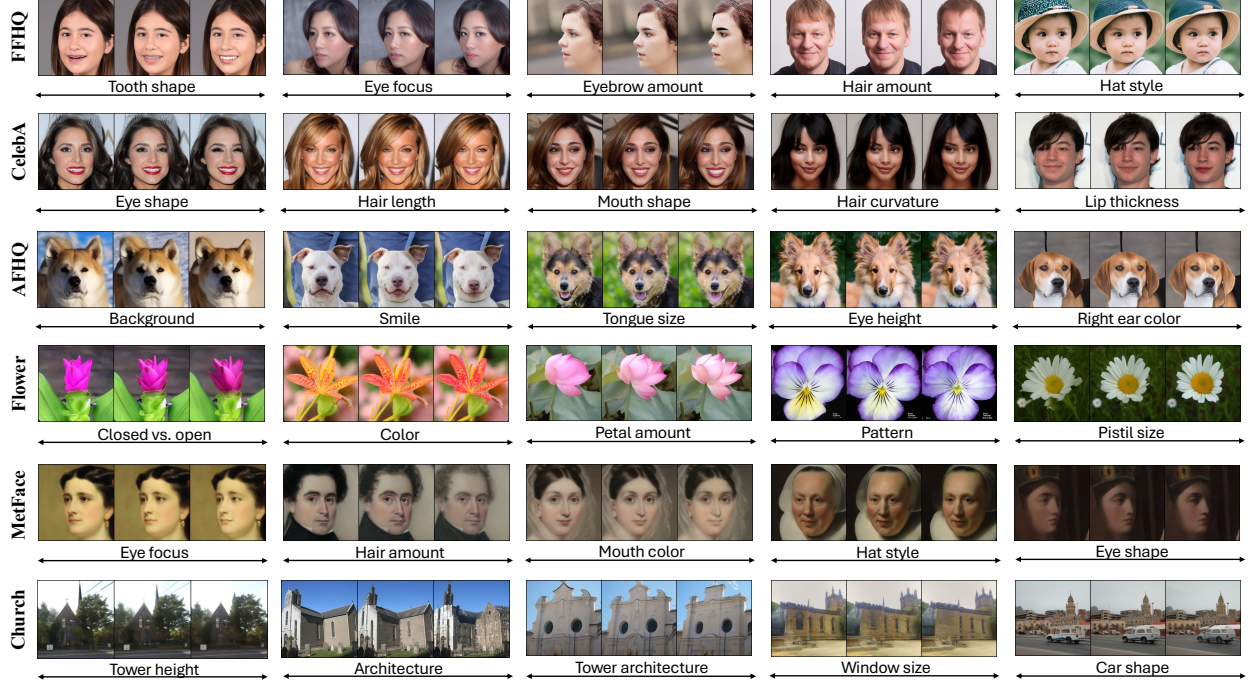 FFHQ
Tooth shape
Eye focus
Eyebrow amount
Hair amount
Hat style
CelebA
Eye shape
Hair length
Mouth shape
Hair curvature
Lip thickness
AFHQ
Background
Smile
Tongue size
Eye height
Right ear color
Flower
Closed vs. open
Color
Petal amount
Pattern
Pistil size
MetFace
Eye focus
Hair amount
Mouth color
Hat style
Eye shape
Church
Tower height
Architecture
Tower architecture
Window size
Car shape